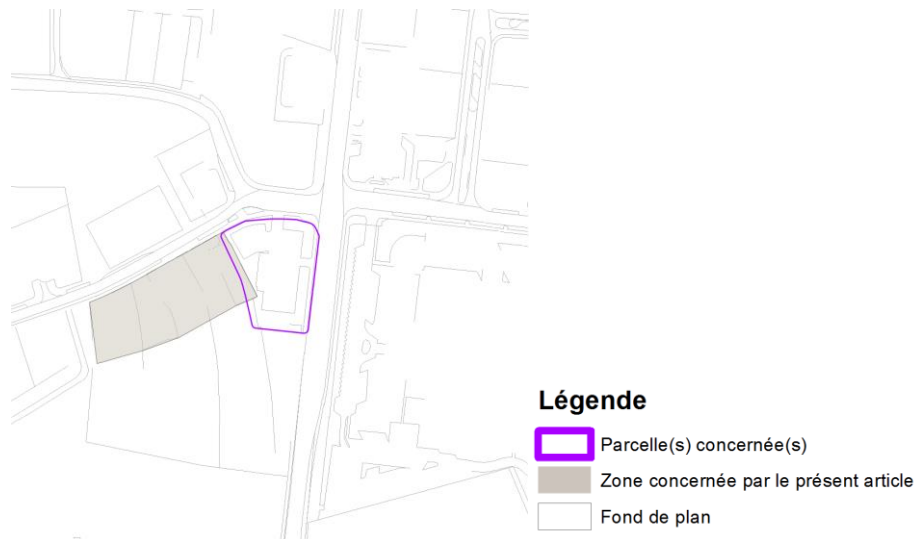 Légende
Parcelle(s) concernée(s)
Zone concernée par le présent article
Fond de plan